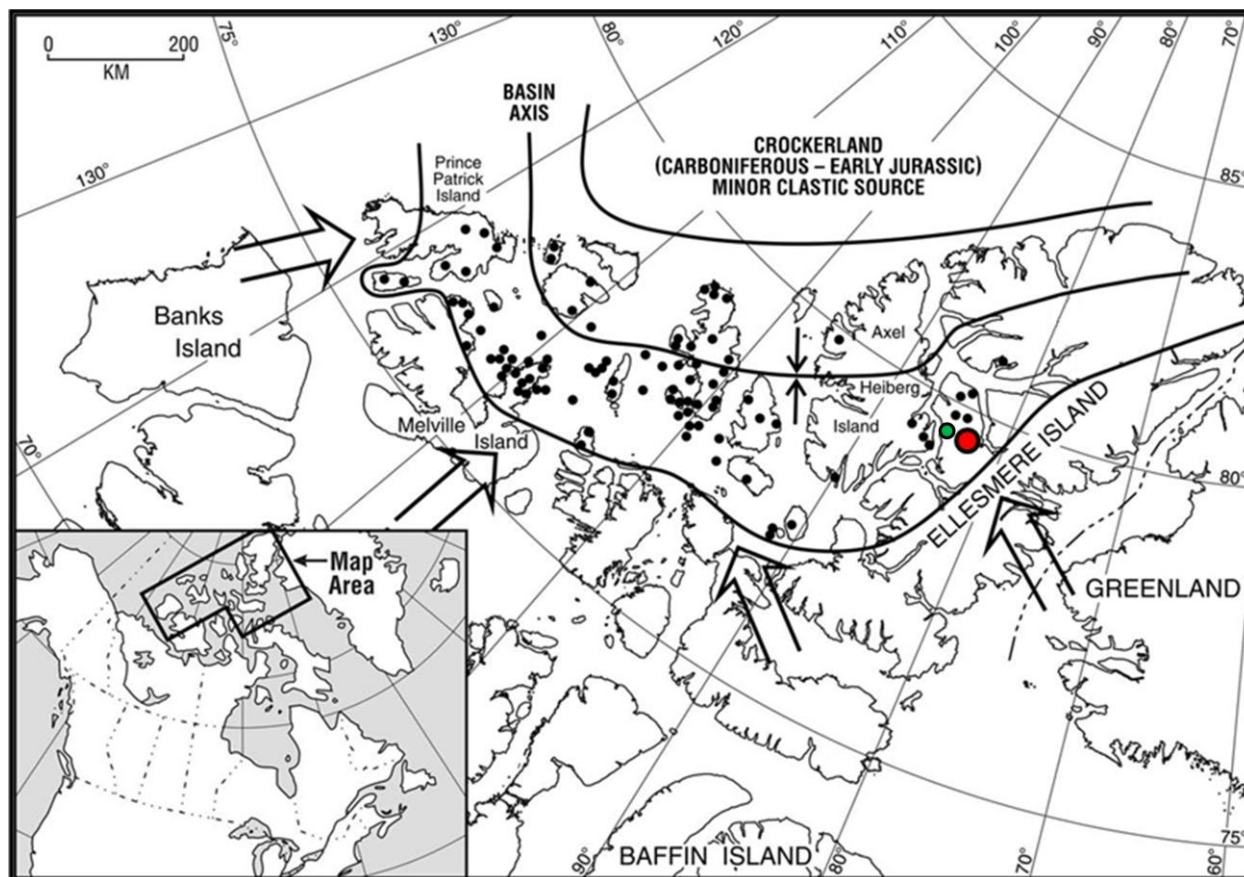 0 200
KM
75°
130°
80°
120°
110°
100°
90°
80°
70°
BASIN
AXIS
CROCKERLAND
(CARBONIFEROUS – EARLY JURASSIC)
MINOR CLASTIC SOURCE
130°
Prince
Patrick
Island
85°
Banks
Island
Axel
Heiberg
Island
Melville
Island
70°
80°
ELLESMERE ISLAND
GREENLAND
Map
Area
BAFFIN ISLAND
90°
80°
70°
60°
75°